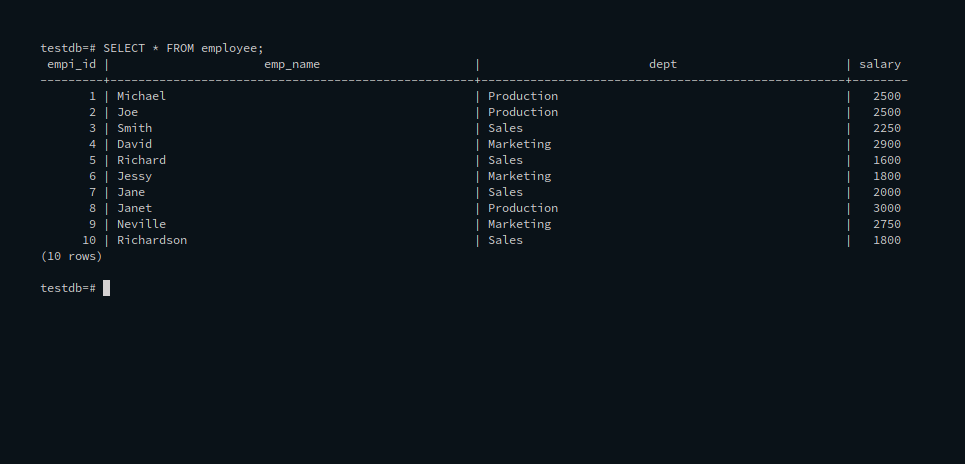 testdb=# SELECT * FROM employee;
 empi_id |                      emp_name                      |                        dept                        | salary
---------+----------------------------------------------------+----------------------------------------------------+--------
       1 | Michael                                            | Production                                         |   2500
       2 | Joe                                                | Production                                         |   2500
       3 | Smith                                              | Sales                                              |   2250
       4 | David                                              | Marketing                                          |   2900
       5 | Richard                                            | Sales                                              |   1600
       6 | Jessy                                              | Marketing                                          |   1800
       7 | Jane                                               | Sales                                              |   2000
       8 | Janet                                              | Production                                         |   3000
       9 | Neville                                            | Marketing                                          |   2750
      10 | Richardson                                         | Sales                                              |   1800
(10 rows)
testdb=#